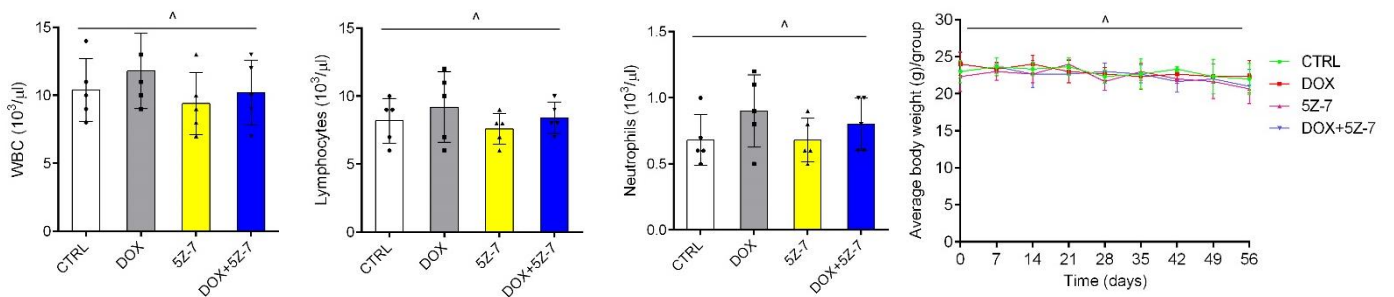 ^
15
10
5
0
WBC (10³/µl)
CTRL
DOX
5Z-7
DOX+5Z-7
^
15
10
5
0
Lymphocytes (10³/µl)
CTRL
DOX
5Z-7
DOX+5Z-7
^
1.5
1.0
0.5
0.0
Neutrophils (10³/µl)
CTRL
DOX
5Z-7
DOX+5Z-7
^
30
25
20
15
10
5
0
Average body weight (g)/group
0 7 14 21 28 35 42 49 56
Time (days)
CTRL
DOX
5Z-7
DOX+5Z-7